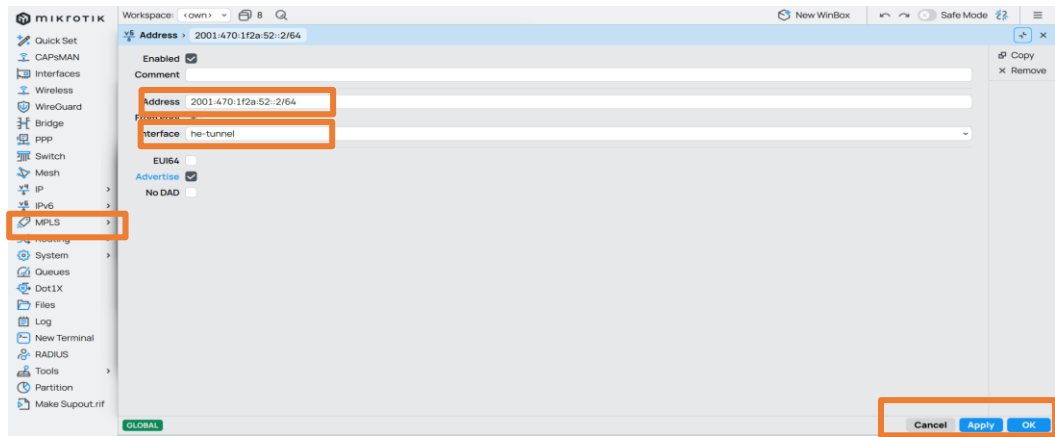 mikrotik Workspace: <own> 8 New WinBox Safe Mode
Quick Set Address > 2001:470:1f2a:52::2/64
CAPsMAN Enabled Copy
Interfaces Comment Remove
Wireless
WireGuard Address 2001:470:1f2a:52::2/64
Bridge
PPP Interface he-tunnel
Switch EUI64
Mesh Advertise
IP No DAD
IPv6
MPLS
Routing
System
Queues
Dot1X
Files
Log
New Terminal
RADIUS
Tools
Partition
Make Supout.rif
GLOBAL Cancel Apply OK